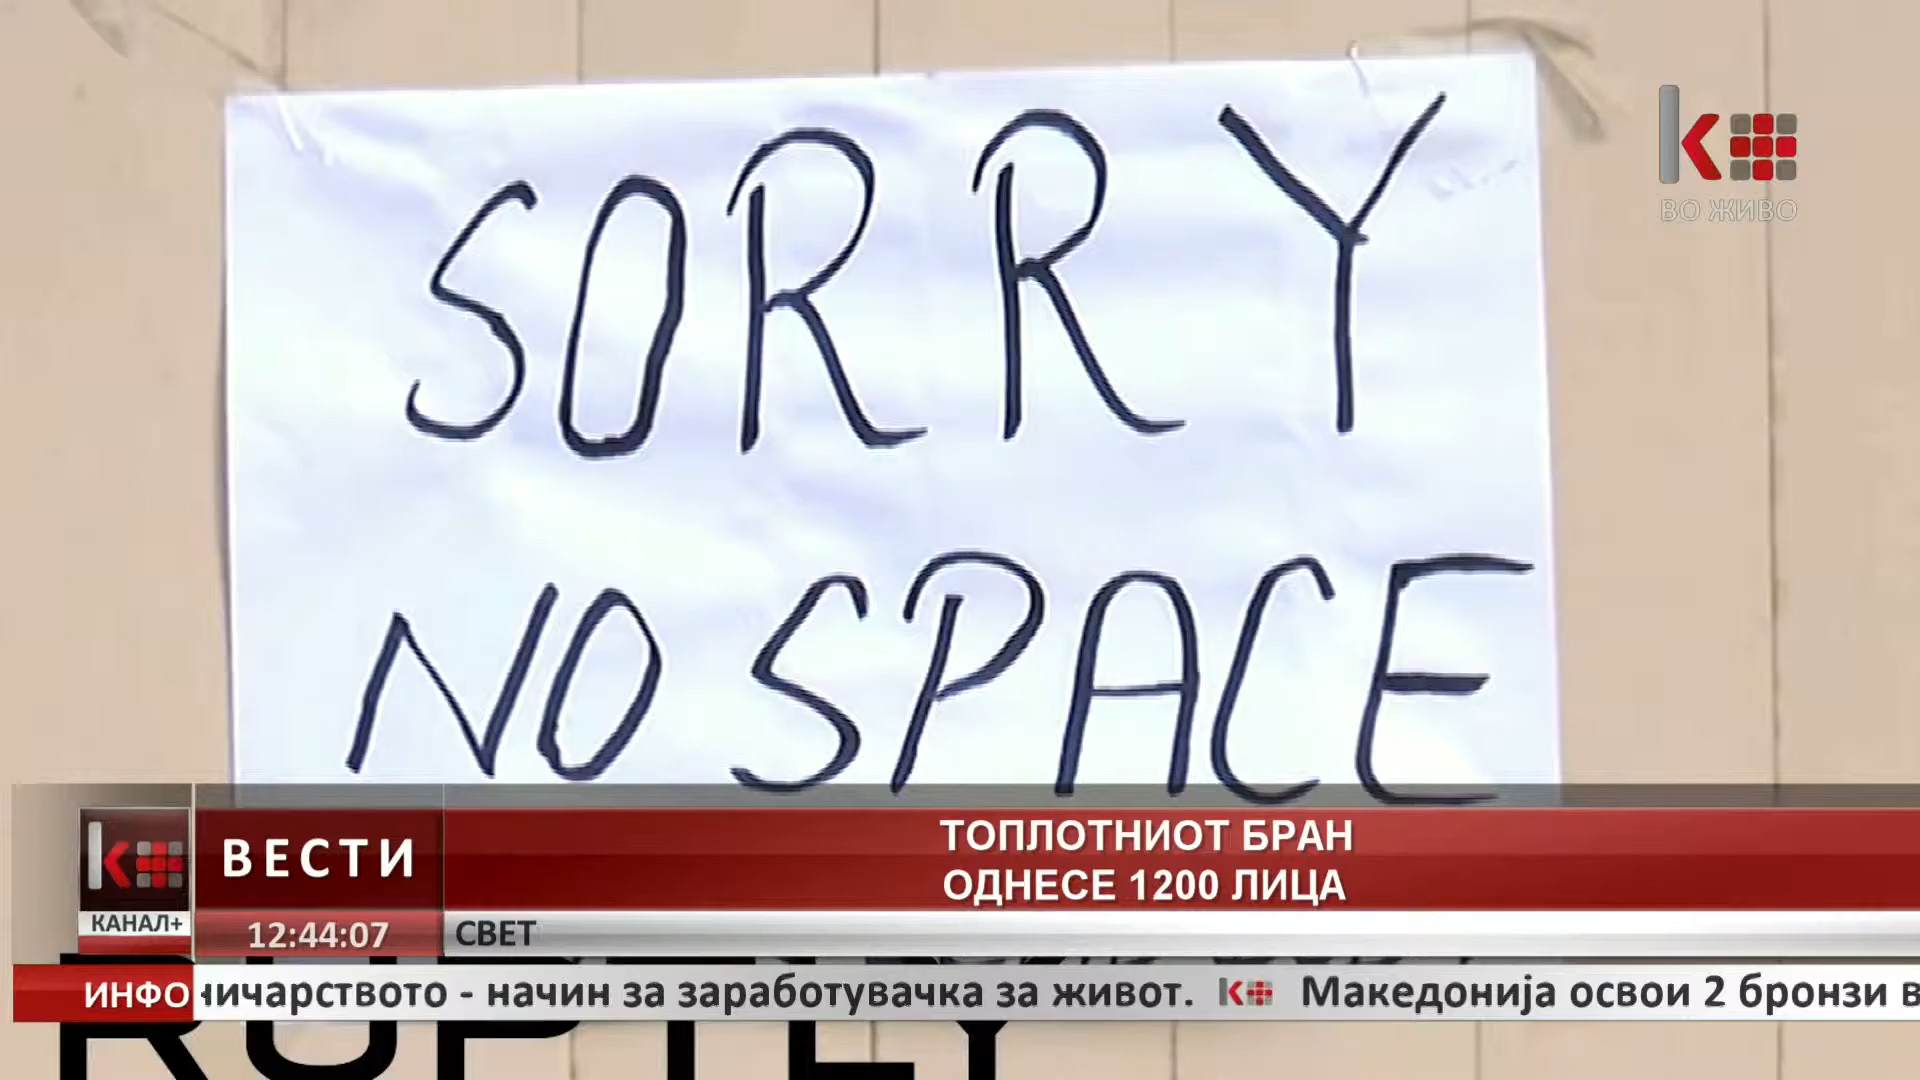 SORRY
NO SPACE
ВО ЖИВО
ТОПЛОТНИОТ БРАН
ОДНЕСЕ 1200 ЛИЦА
ВЕСТИ
КАНАЛ+
12:44:07
СВЕТ
ИНФО
- начин за заработувачка за живот.
Македонија освои 2 бронзи в
RUPTLY